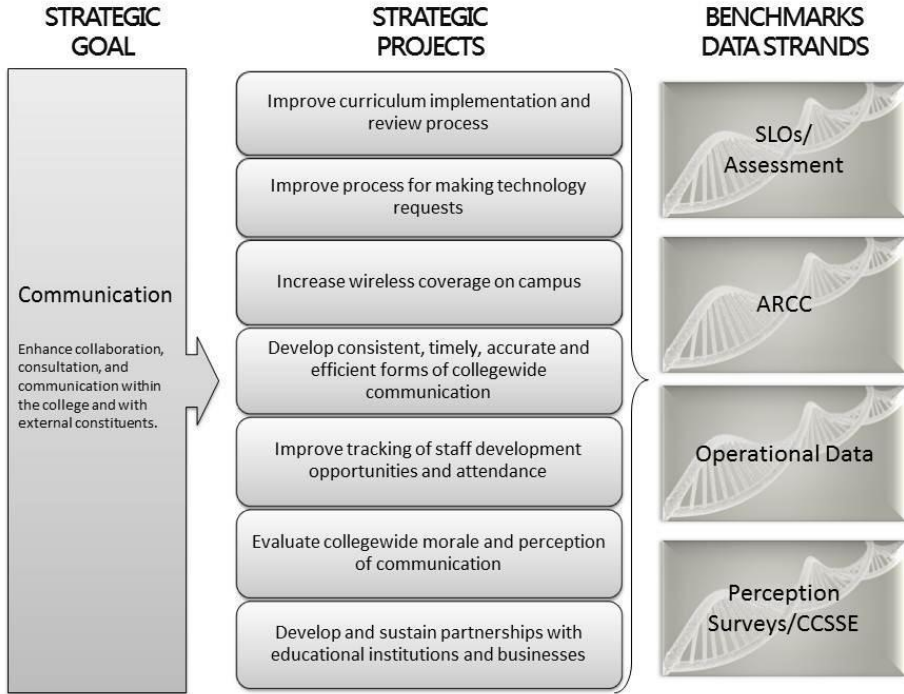 STRATEGIC
GOAL
STRATEGIC
PROJECTS
BENCHMARKS
DATA STRANDS
Communication
Enhance collaboration,
consultation, and
communication within
the college and with
external constituents.
Improve curriculum implementation and
review process
Improve process for making technology
requests
Increase wireless coverage on campus
Develop consistent, timely, accurate and
efficient forms of collegewide
communication
Improve tracking of staff development
opportunities and attendance
Evaluate collegewide morale and perception
of communication
Develop and sustain partnerships with
educational institutions and businesses
SLOs/
Assessment
ARCC
Operational Data
Perception
Surveys/CCSSE